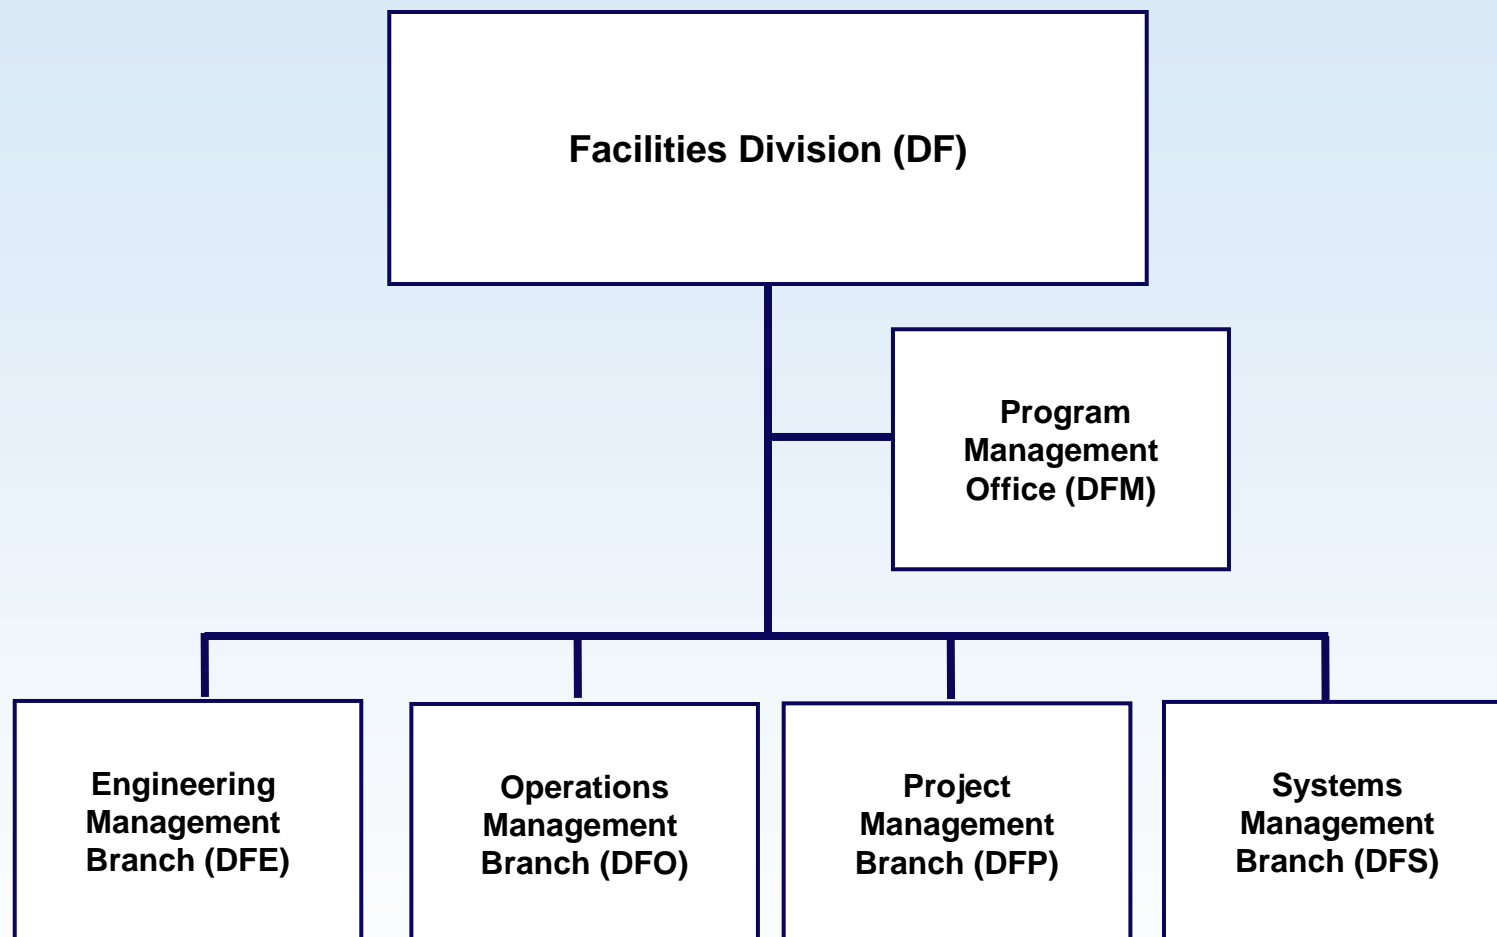 Facilities Division (DF)
Program
Management
Office (DFM)
Engineering
Management
Branch (DFE)
Operations
Management
Branch (DFO)
Project
Management
Branch (DFP)
Systems
Management
Branch (DFS)